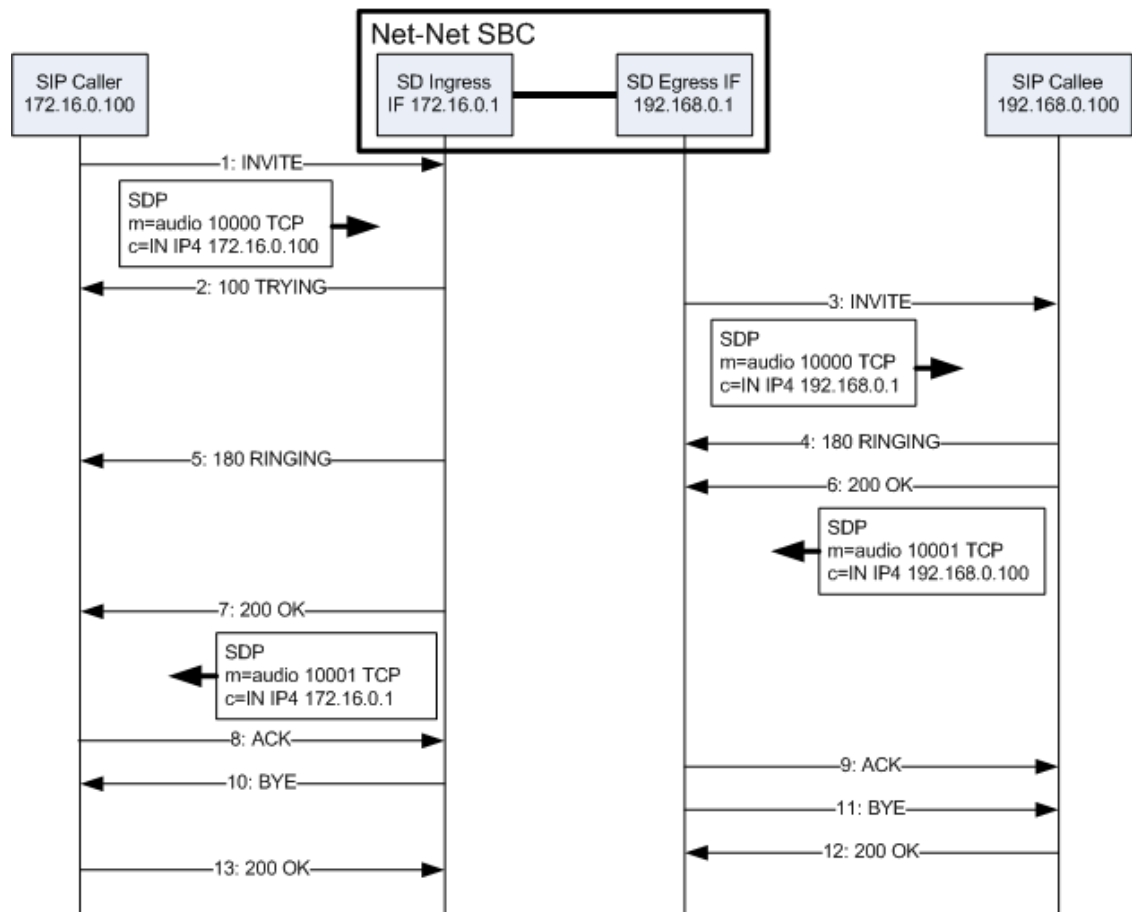 Net-Net SBC
SIP Caller
172.16.0.100
SD Ingress
IF 172.16.0.1
SD Egress IF
192.168.0.1
SIP Callee
192.168.0.100
1: INVITE
SDP
m=audio 10000 TCP
c=IN IP4 172.16.0.100
2: 100 TRYING
3: INVITE
SDP
m=audio 10000 TCP
c=IN IP4 192.168.0.1
4: 180 RINGING
5: 180 RINGING
6: 200 OK
SDP
m=audio 10001 TCP
c=IN IP4 192.168.0.100
7: 200 OK
SDP
m=audio 10001 TCP
c=IN IP4 172.16.0.1
8: ACK
9: ACK
10: BYE
11: BYE
12: 200 OK
13: 200 OK